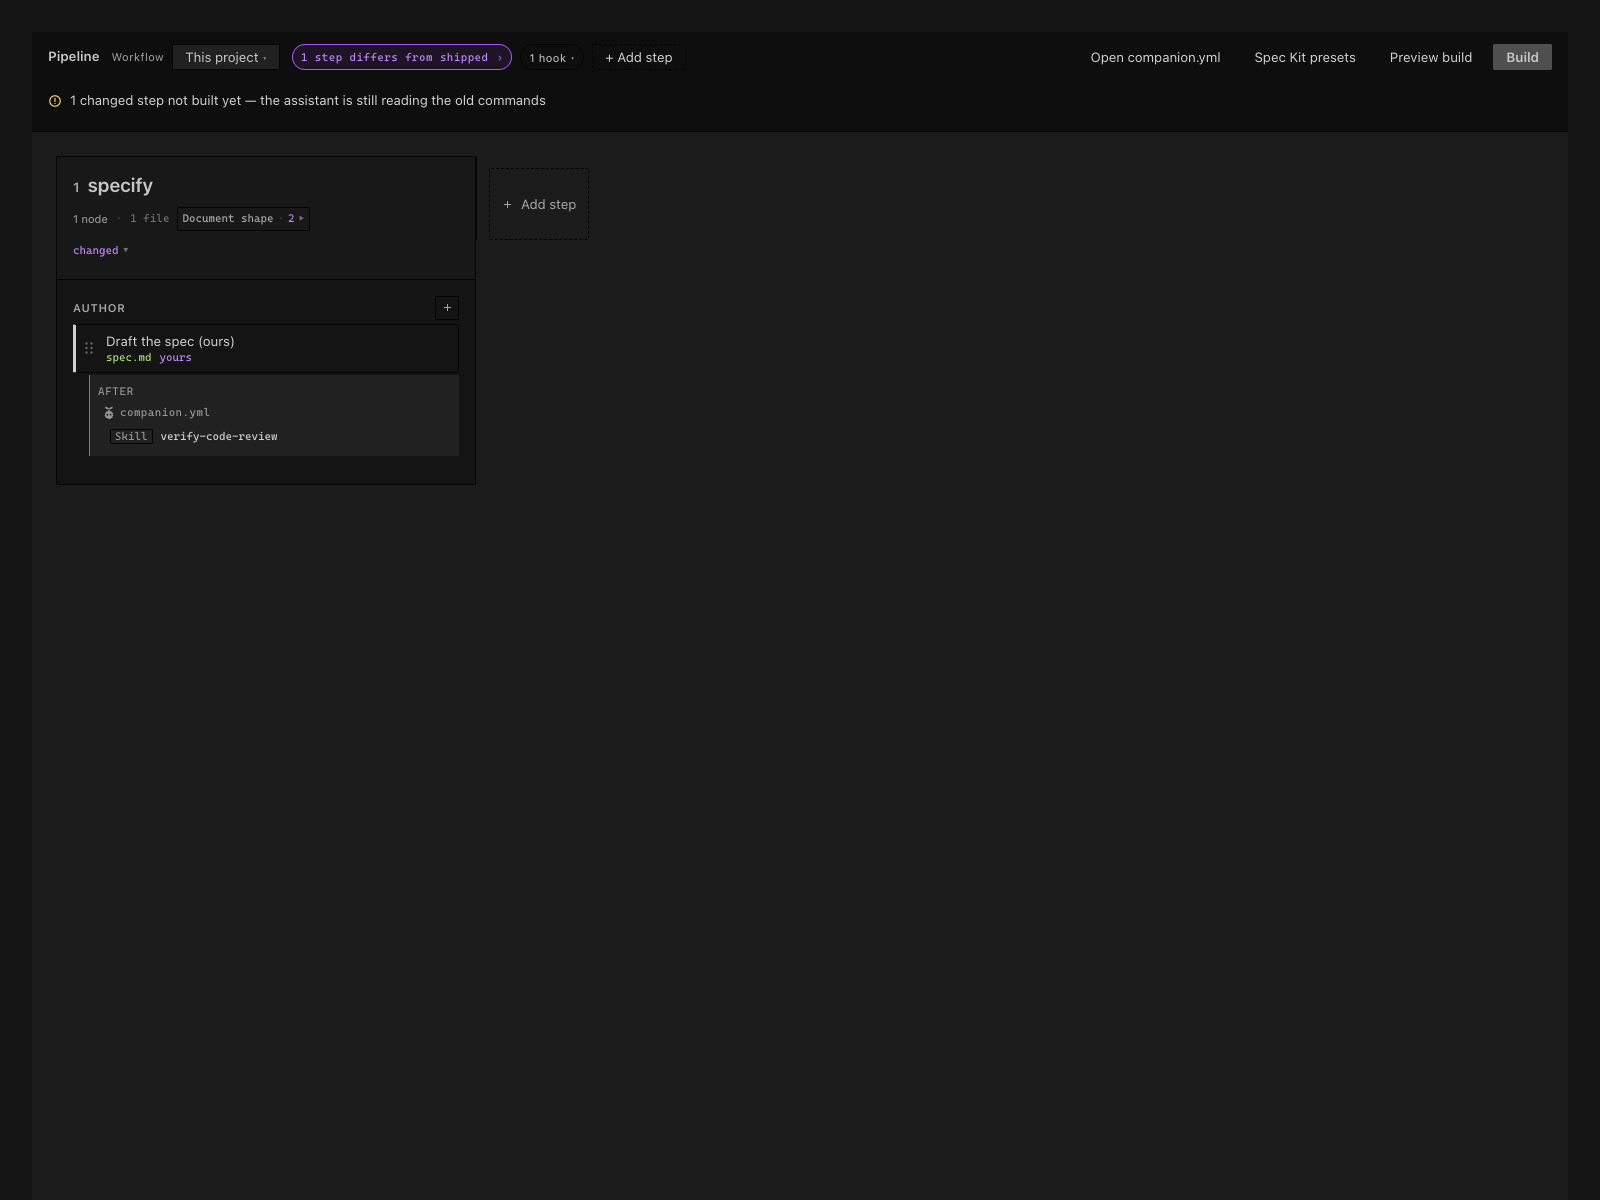 Pipeline Workflow This project 1 step differs from shipped › 1 hook + Add step Open companion.yml Spec Kit presets Preview build Build
1 changed step not built yet — the assistant is still reading the old commands
1 specify
1 node · 1 file Document shape · 2
changed
+ Add step
AUTHOR +
Draft the spec (ours)
spec.md yours
AFTER
companion.yml
Skill verify-code-review